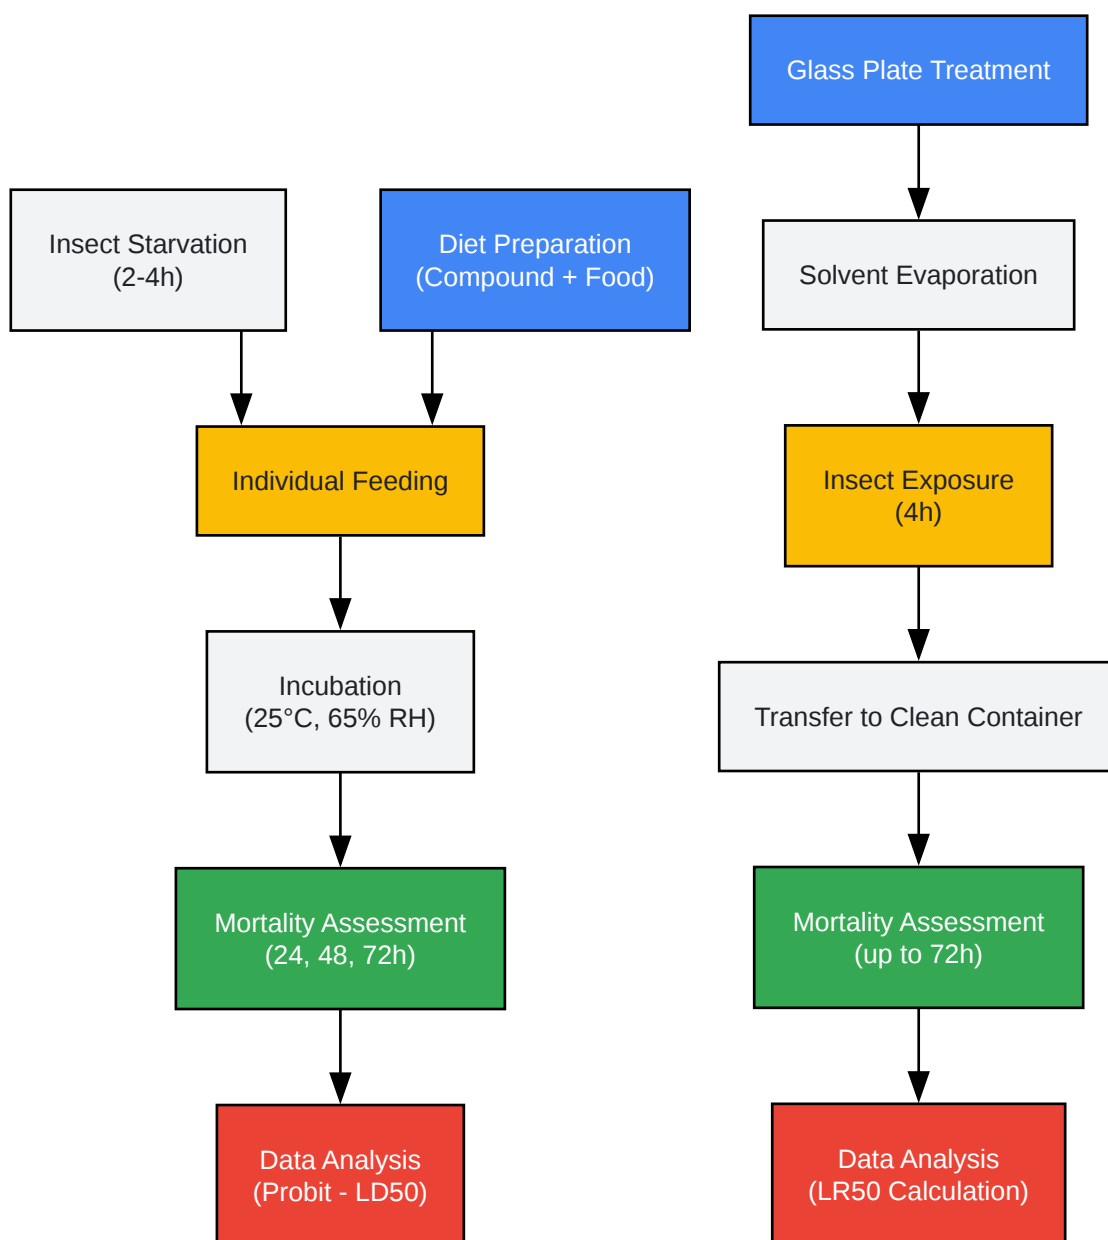 Insect Starvation
(2-4h)
Diet Preparation
(Compound + Food)
Individual Feeding
Incubation
(25°C, 65% RH)
Mortality Assessment
(24, 48, 72h)
Data Analysis
(Probit - LD50)
Glass Plate Treatment
Solvent Evaporation
Insect Exposure
(4h)
Transfer to Clean Container
Mortality Assessment
(up to 72h)
Data Analysis
(LR50 Calculation)